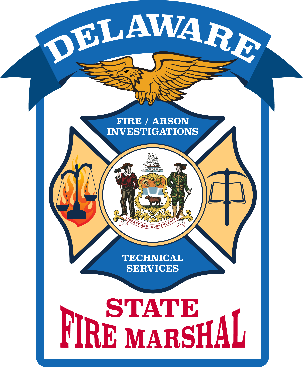 DELAWARE
FIRE / ARSON
INVESTIGATIONS
TECHNICAL
SERVICES
STATE
FIRE MARSHAL